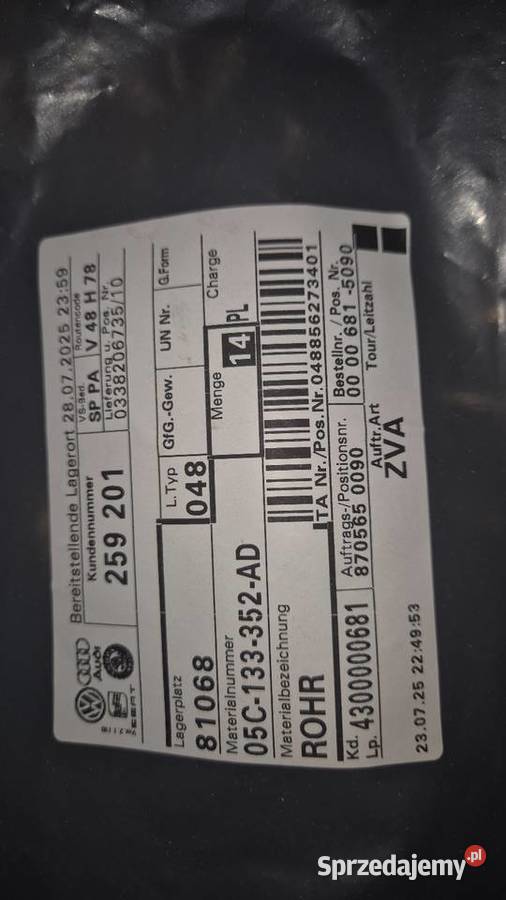 Bereitstellende Lagerort 28.07.2025 23:59
Kundennummer
259 201
VS-Bed. Routencode
SP PA V 48 H 78
Lieferung u. Pos. Nr.
0338206735/10
Audi
SEAT
Lagerplatz
81068
L.Typ
048
GfG.-Gew.
UN Nr.
G.Form
Materialnummer
05C-133-352-AD
Menge
14 PL
Charge
Materialbezeichnung
ROHR
TA Nr./Pos.Nr.048856273401
Kd. 4300000681
Lp.
Auftrags-/Positionsnr.
870565 0090
Bestellnr./ Pos. Nr.
00 00 681 -5090
Auftr.Art
ZVA
Tour/Leitzahl
23.07.25 22:49:53
Sprzedajemy.pl